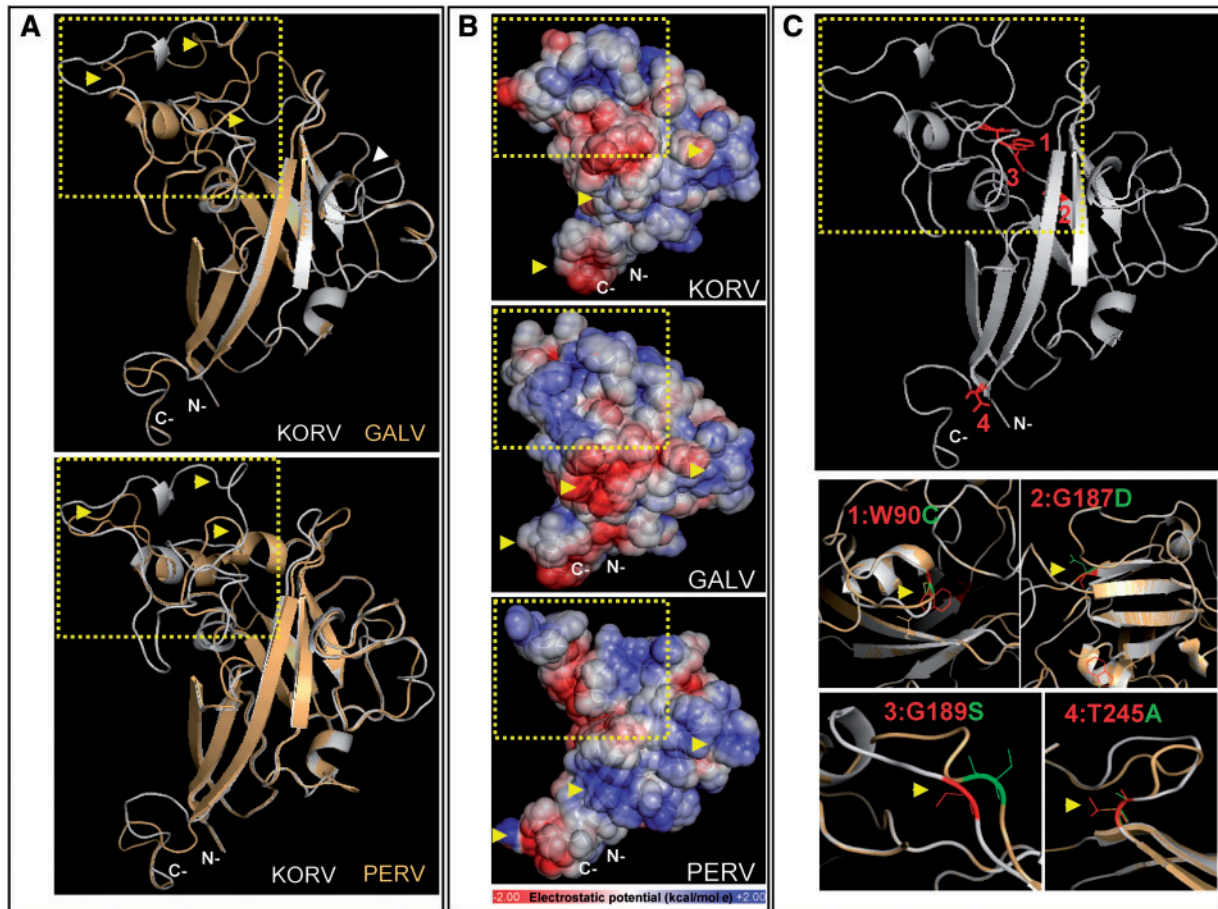 A
C-
N-
KORV GALV
C-
N-
KORV PERV
B
C-
N-
KORV
C-
N-
GALV
C-
N-
PERV
-2.00 Electrostatic potential (kcal/mol·e) +2.00
C
1
3
2
4
C-
N-
1:W90C
2:G187D
3:G189S
4:T245A